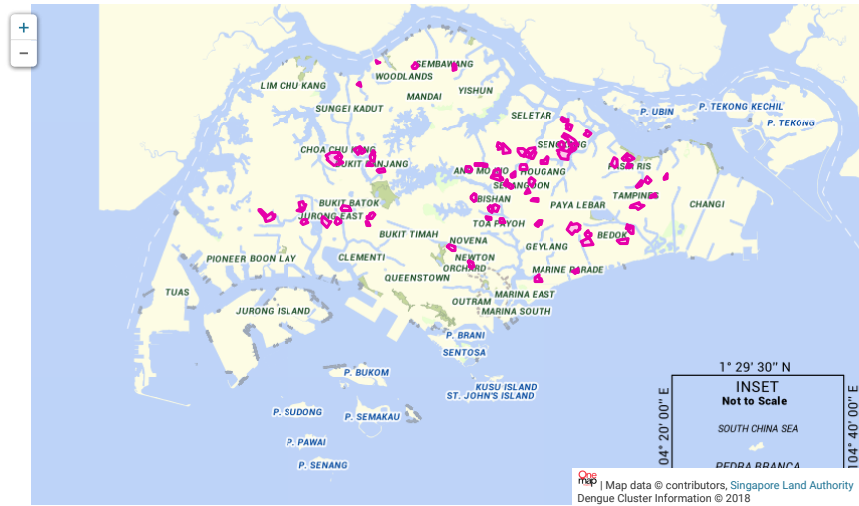 +
−
SEMBAWANG
WOODLANDS
LIM CHU KANG
MANDAI
YISHUN
SUNGEI KADUT
SELETAR
P. UBIN
P. TEKONG KECHIL
P. TEKONG
SENGKANG
CHOA CHU KANG
BUKIT PANJANG
PASIR RIS
ANG MO KIO
HOUGANG
SERANGOON
TAMPINES
BISHAN
PAYA LEBAR
CHANGI
BUKIT BATOK
JURONG EAST
TOA PAYOH
BUKIT TIMAH
BEDOK
NOVENA
GEYLANG
PIONEER
BOON LAY
CLEMENTI
NEWTON
ORCHARD
MARINE PARADE
QUEENSTOWN
TUAS
MARINA EAST
OUTRAM
MARINA SOUTH
JURONG ISLAND
P. BRANI
SENTOSA
P. BUKOM
KUSU ISLAND
ST. JOHN'S ISLAND
P. SUDONG
P. SEMAKAU
P. PAWAI
P. SENANG
1° 29' 30'' N
INSET
Not to Scale
104° 20' 00'' E
104° 40' 00'' E
SOUTH CHINA SEA
PEDRA BRANCA
One map | Map data © contributors, Singapore Land Authority
Dengue Cluster Information © 2018